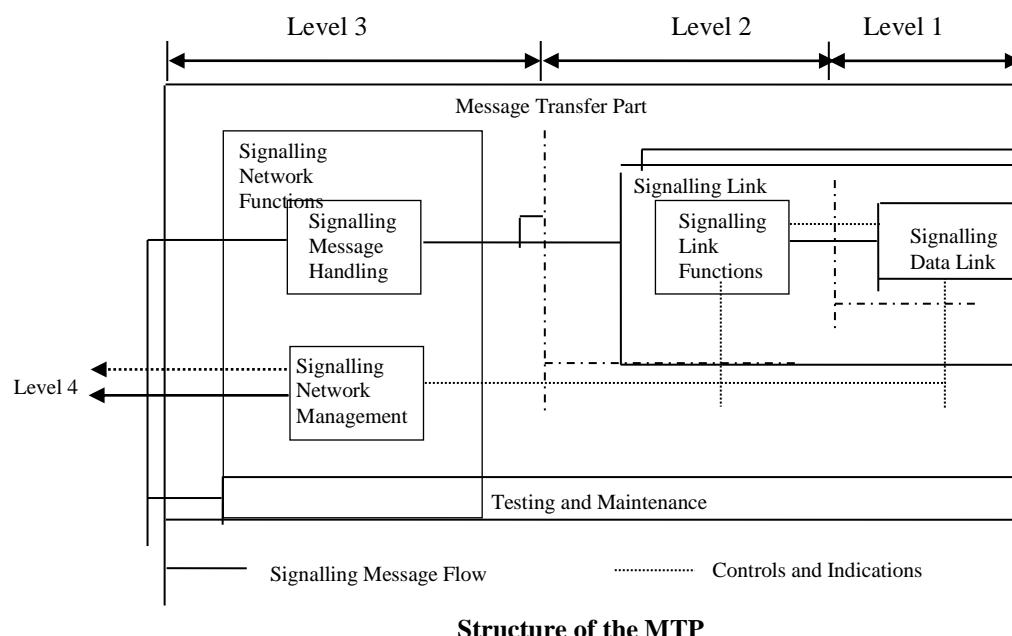 Level 3
Level 2
Level 1
Message Transfer Part
Signalling
Network
Functions
Signalling
Message
Handling
Signalling Link
Signalling
Link
Functions
Signalling
Data Link
Signalling
Network
Management
Level 4
Testing and Maintenance
Signalling Message Flow
Controls and Indications
Structure of the MTP